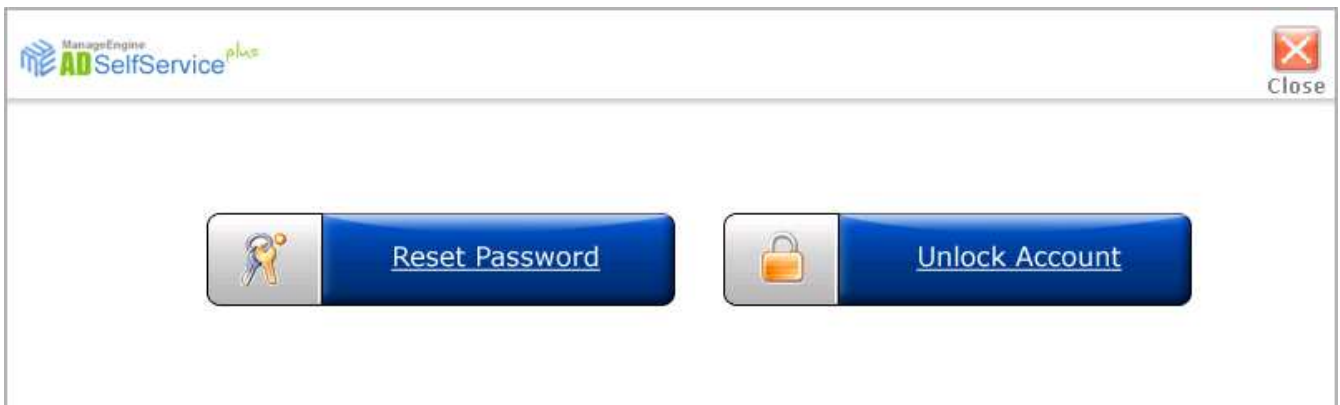 ManageEngine
ADSelfService plus
Close
Reset Password
Unlock Account